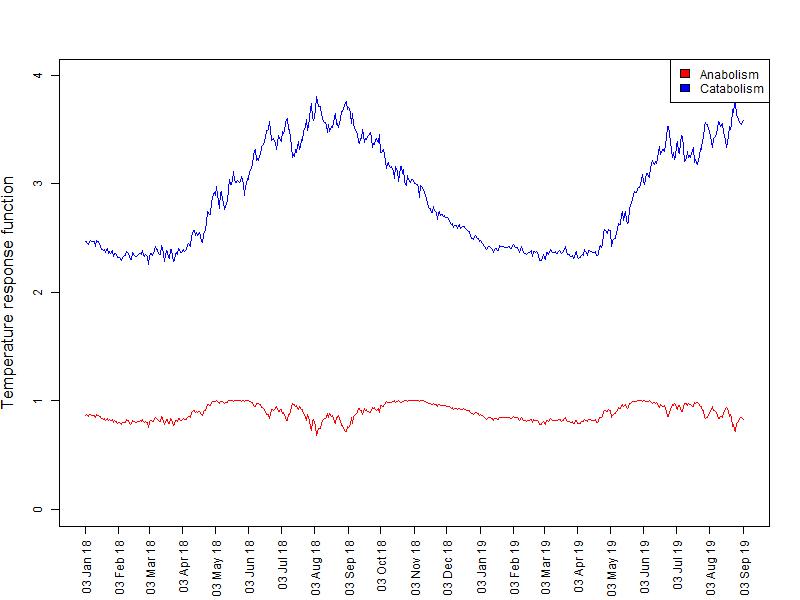 Temperature response function
4
3
2
1
0
Anabolism
Catabolism
03 Jan 18
03 Feb 18
03 Mar 18
03 Apr 18
03 May 18
03 Jun 18
03 Jul 18
03 Aug 18
03 Sep 18
03 Oct 18
03 Nov 18
03 Dec 18
03 Jan 19
03 Feb 19
03 Mar 19
03 Apr 19
03 May 19
03 Jun 19
03 Jul 19
03 Aug 19
03 Sep 19